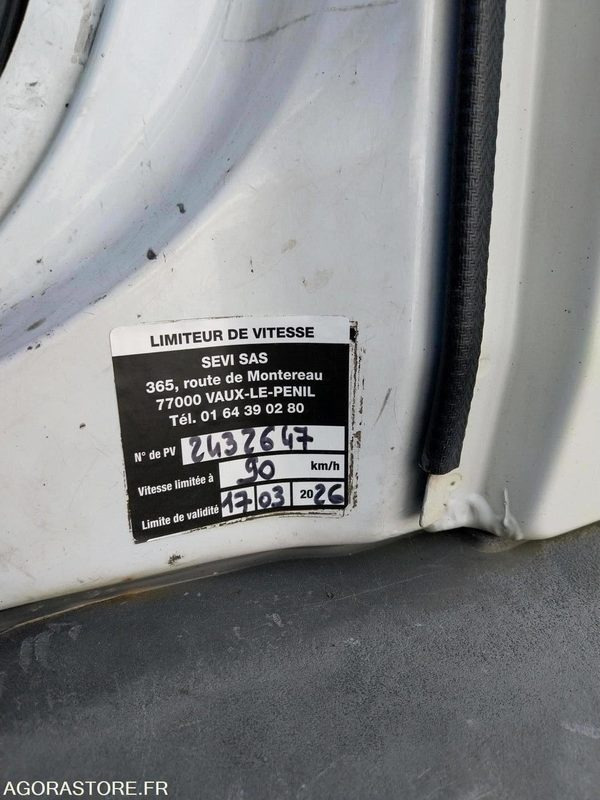 LIMITEUR DE VITESSE
SEVI SAS
365, route de Montereau
77000 VAUX-LE-PENIL
Tél. 01 64 39 02 80
N° de PV 2432647
Vitesse limitée à 90 km/h
Limite de validité 17 03 2026
AGORASTORE.FR